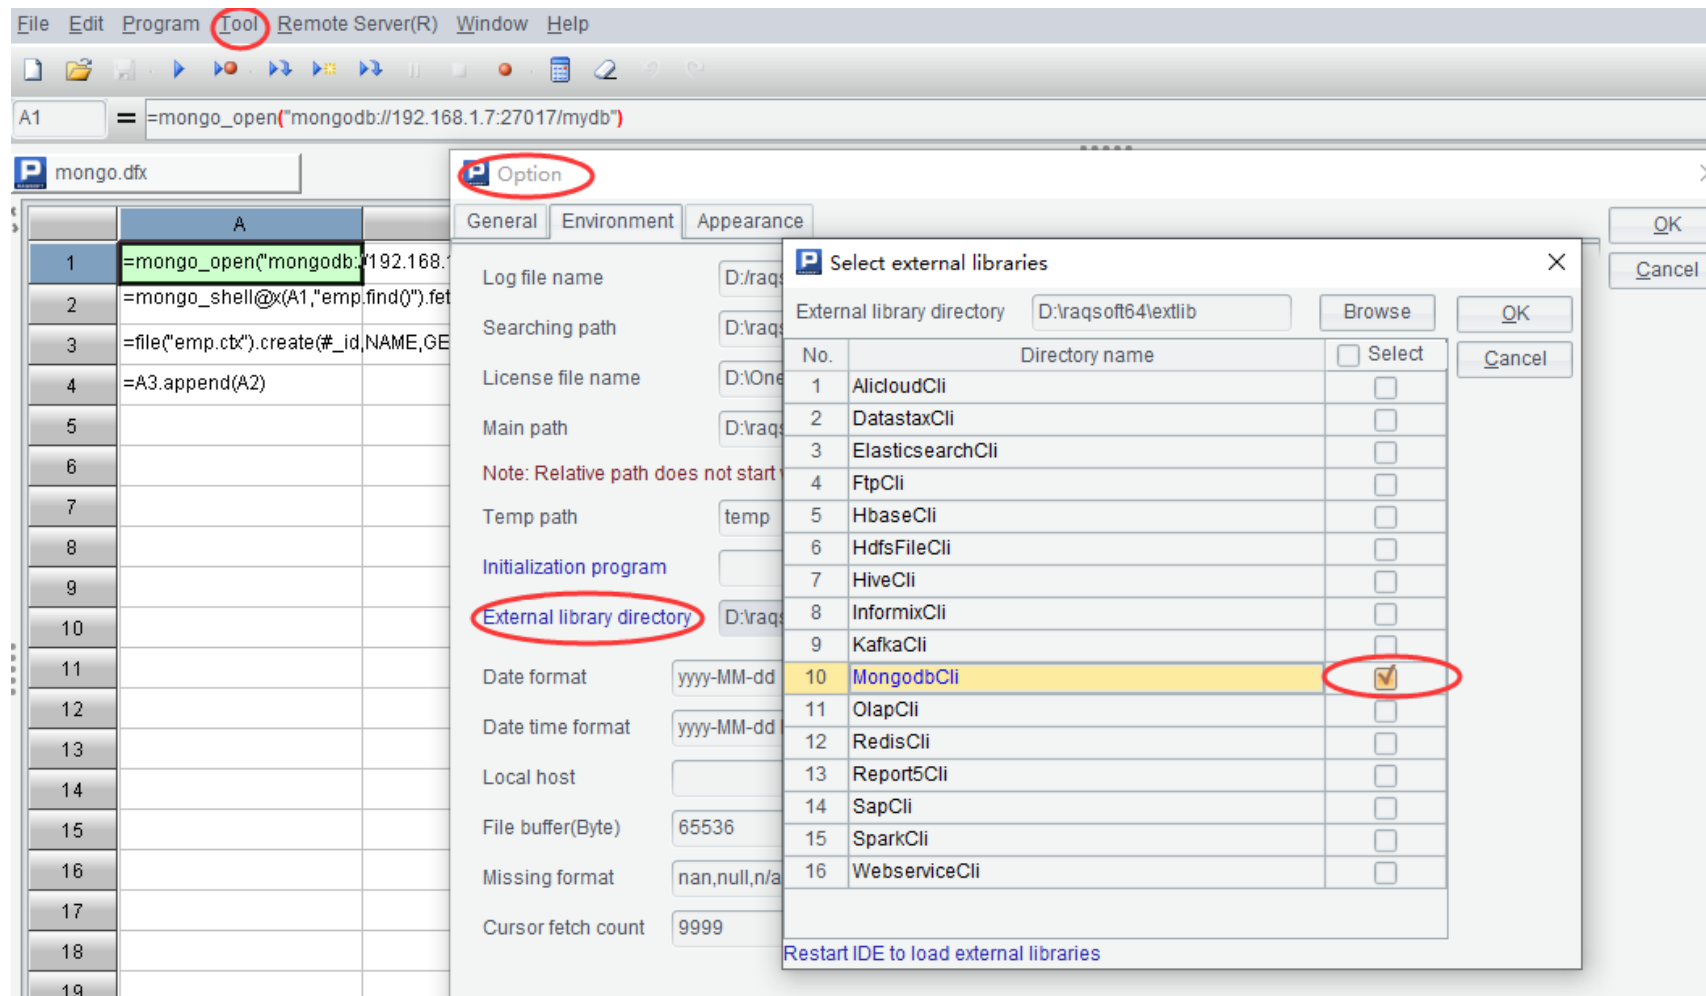 File Edit Program Tool Remote Server(R) Window Help
A1 = =mongo_open("mongodb://192.168.1.7:27017/mydb")
mongo.dfx
A
1 =mongo_open("mongodb://192.168.
2 =mongo_shell@x(A1,"emp.find()").fet
3 =file("emp.ctx").create(#_id,NAME,GE
4 =A3.append(A2)
5
6
7
8
9
10
11
12
13
14
15
16
17
18
19
Option
General Environment Appearance
OK
Cancel
Log file name D:/raqs
Searching path D:\raqs
License file name D:\One
Main path D:\raqs
Note: Relative path does not start
Temp path temp
Initialization program
External library directory D:\raqs
Date format yyyy-MM-dd
Date time format yyyy-MM-dd
Local host
File buffer(Byte) 65536
Missing format nan,null,n/a
Cursor fetch count 9999
Select external libraries
External library directory D:\raqsoft64\extlib Browse OK
Cancel
No. Directory name Select
1 AlicloudCli
2 DatastaxCli
3 ElasticsearchCli
4 FtpCli
5 HbaseCli
6 HdfsFileCli
7 HiveCli
8 InformixCli
9 KafkaCli
10 MongodbCli
11 OlapCli
12 RedisCli
13 Report5Cli
14 SapCli
15 SparkCli
16 WebserviceCli
Restart IDE to load external libraries